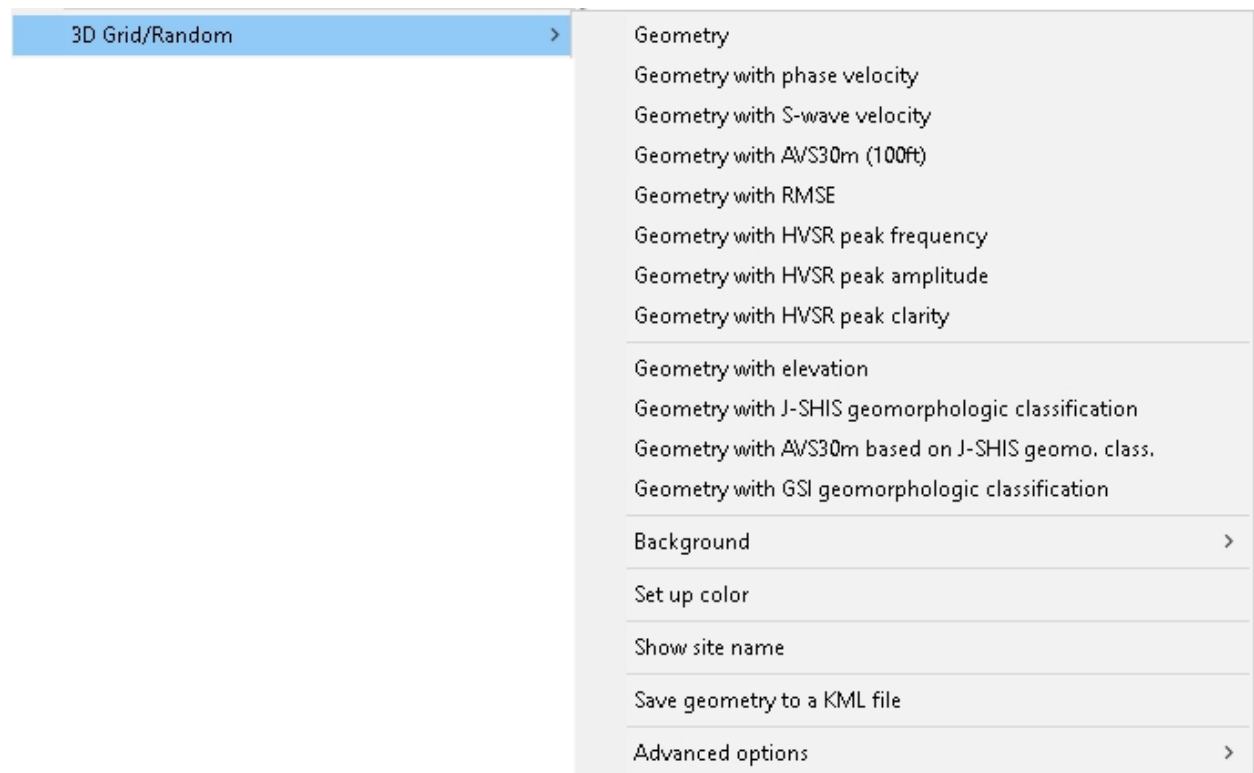 3D Grid/Random >
Geometry
Geometry with phase velocity
Geometry with S-wave velocity
Geometry with AVS30m (100ft)
Geometry with RMSE
Geometry with HVSR peak frequency
Geometry with HVSR peak amplitude
Geometry with HVSR peak clarity
Geometry with elevation
Geometry with J-SHIS geomorphologic classification
Geometry with AVS30m based on J-SHIS geomo. class.
Geometry with GSI geomorphologic classification
Background >
Set up color
Show site name
Save geometry to a KML file
Advanced options >